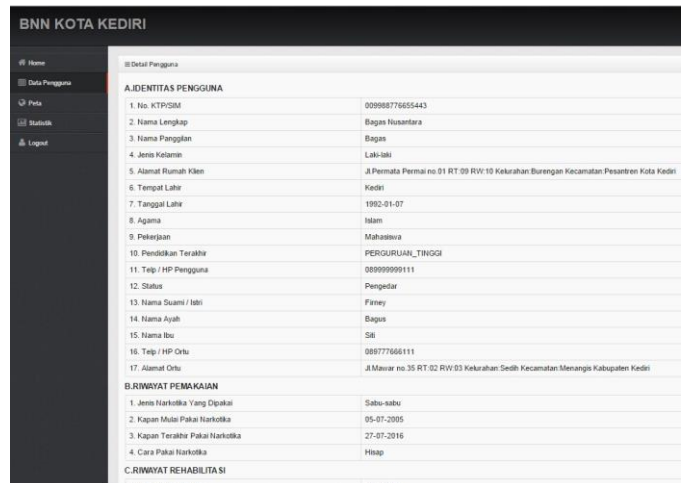 BNN KOTA KEDIRI
Home
Data Pengguna
Peta
Statistik
Logout
Detail Pengguna
A.IDENTITAS PENGGUNA
1. No. KTP/SIM 009988776655443
2. Nama Lengkap Bagas Nusantara
3. Nama Panggilan Bagas
4. Jenis Kelamin Laki-laki
5. Alamat Rumah Klien Jl.Permata Permai no.01 RT:09 RW:10 Kelurahan:Burengan Kecamatan:Pesantren Kota Kediri
6. Tempat Lahir Kediri
7. Tanggal Lahir 1992-01-07
8. Agama Islam
9. Pekerjaan Mahasiswa
10. Pendidikan Terakhir PERGURUAN_TINGGI
11. Telp / HP Pengguna 089999999111
12. Status Pengedar
13. Nama Suami / Istri Firney
14. Nama Ayah Bagus
15. Nama Ibu Siti
16. Telp / HP Ortu 089777666111
17. Alamat Ortu Jl.Mawar no.35 RT:02 RW:03 Kelurahan:Sedih Kecamatan:Menangis Kabupaten Kediri
B.RIWAYAT PEMAKAIAN
1. Jenis Narkotika Yang Dipakai Sabu-sabu
2. Kapan Mulai Pakai Narkotika 05-07-2005
3. Kapan Terakhir Pakai Narkotika 27-07-2016
4. Cara Pakai Narkotika Hisap
C.RIWAYAT REHABILITASI